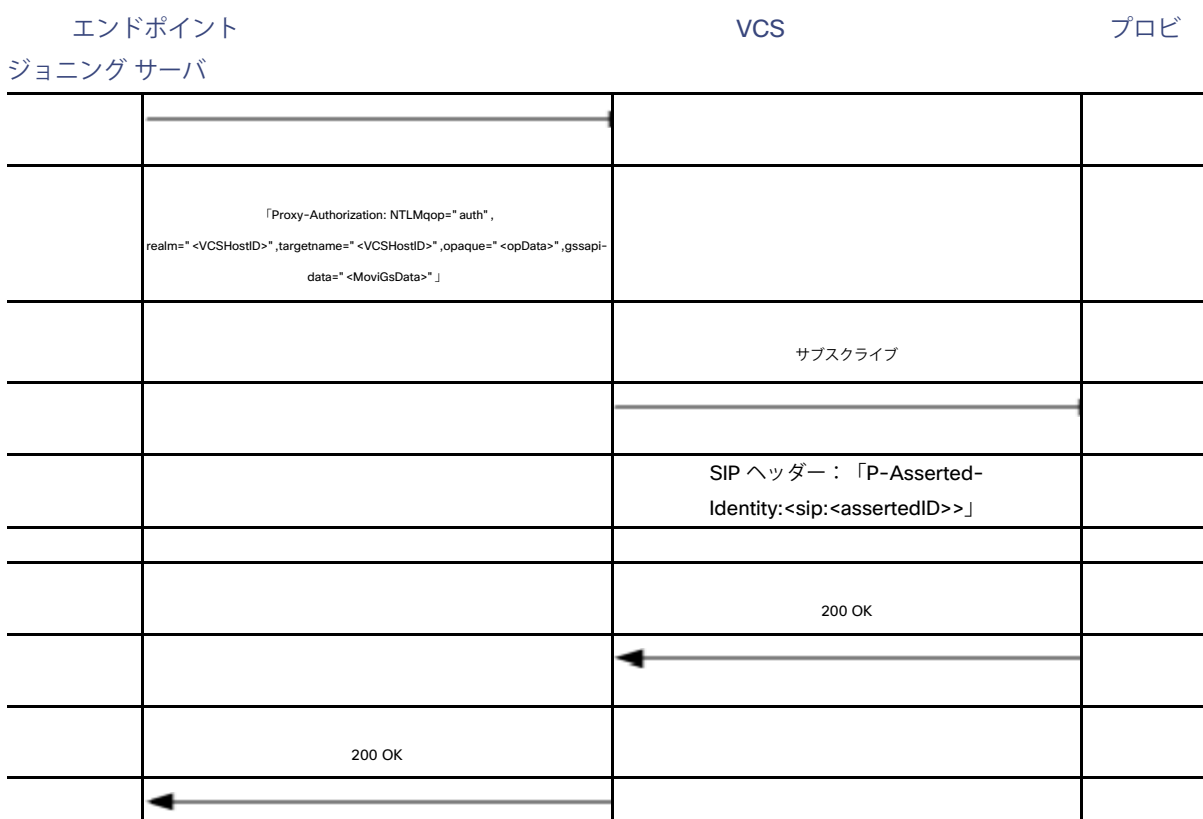 エンドポイント VCS プロビ
ジョニング サーバ
「Proxy-Authorization: NTLMqop=" auth" ,
realm=" <VCSHostID>" ,targetname=" <VCSHostID>" ,opaque=" <opData>" ,gssapi-
data=" <MoviGsData>" 」
サブスクライブ
SIP ヘッダー：「P-Asserted-
Identity:<sip:<assertedID>>」
200 OK
200 OK